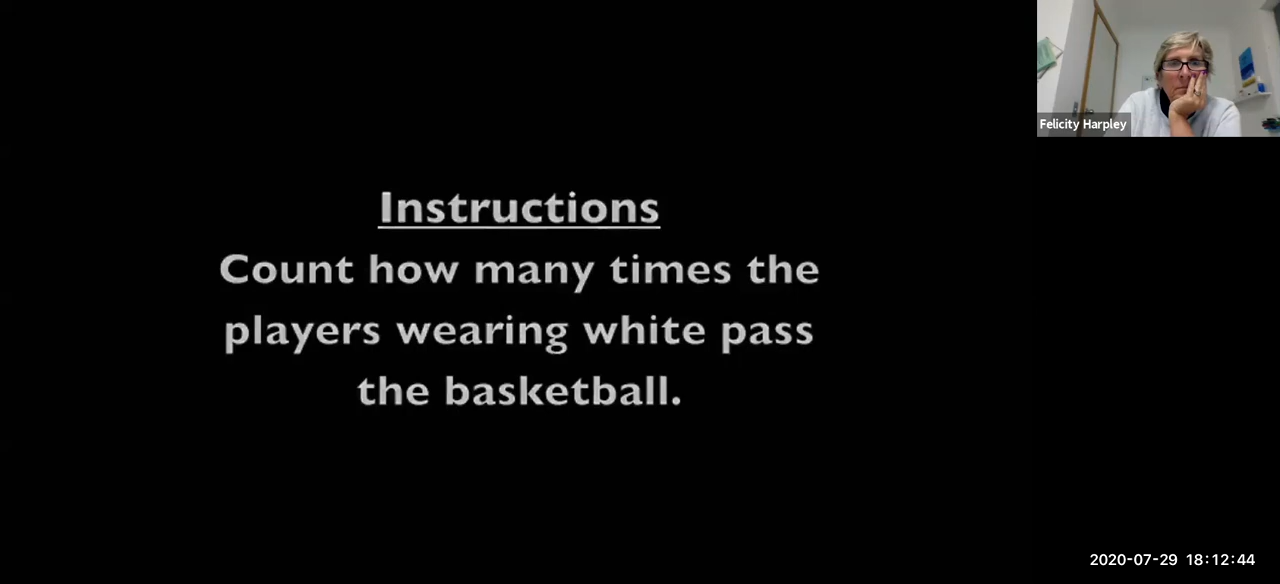 Felicity Harpley
Instructions
Count how many times the
players wearing white pass
the basketball.
2020-07-29 18:12:44